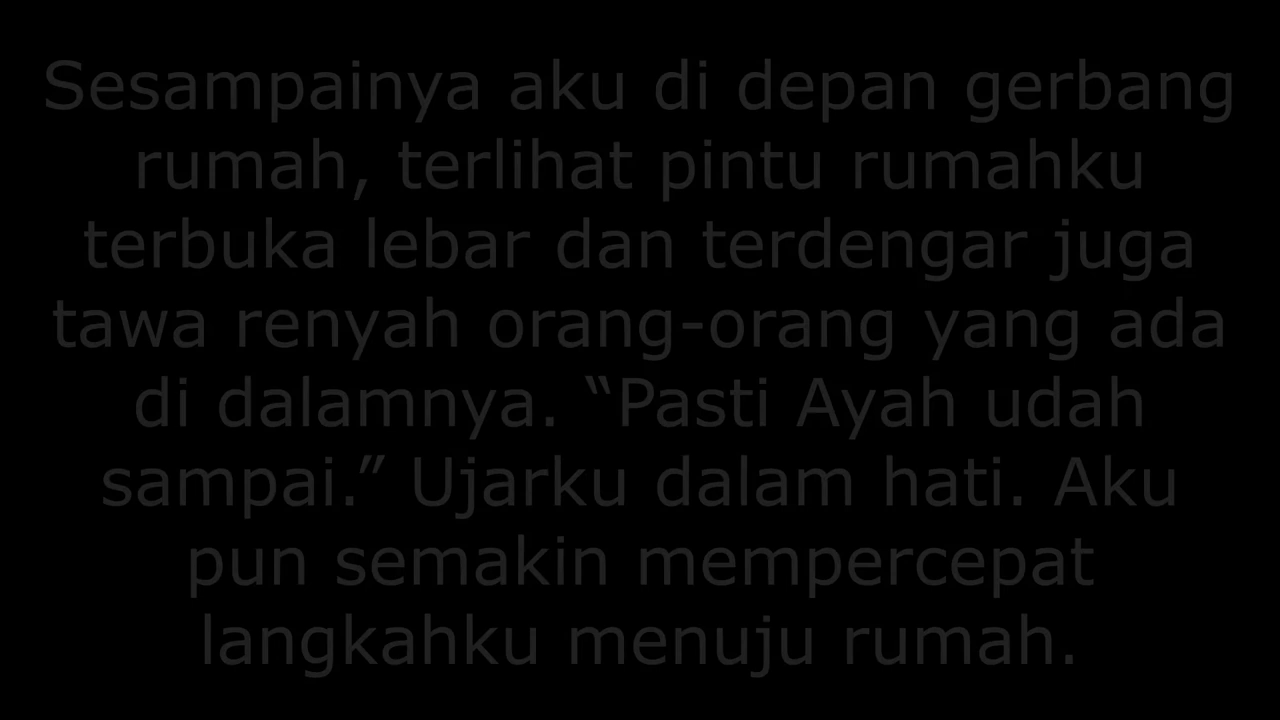 Sesampainya aku di depan gerbang
rumah, terlihat pintu rumahku
terbuka lebar dan terdengar juga
tawa renyah orang-orang yang ada
di dalamnya. “Pasti Ayah udah
sampai.” Ujarku dalam hati. Aku
pun semakin mempercepat
langkahku menuju rumah.